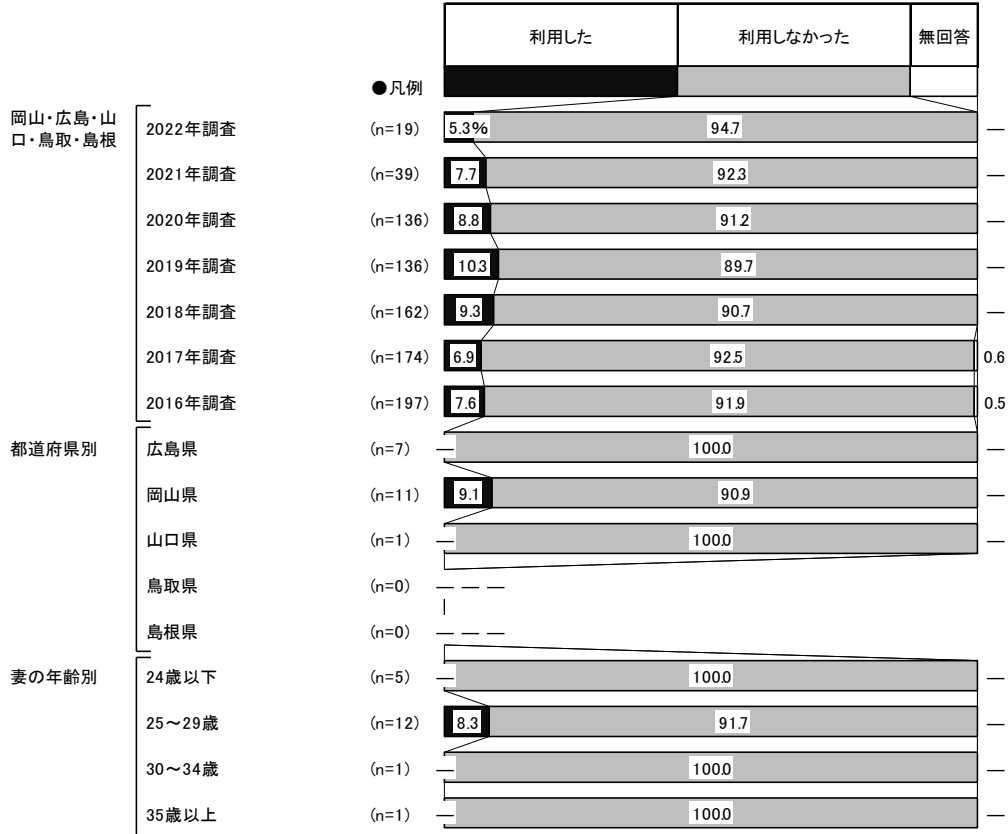 利用した 利用しなかった 無回答
●凡例
岡山・広島・山
口・鳥取・島根
2022年調査 (n=19) 5.3% 94.7
2021年調査 (n=39) 7.7 92.3 —
2020年調査 (n=136) 8.8 91.2 —
2019年調査 (n=136) 10.3 89.7 —
2018年調査 (n=162) 9.3 90.7 —
2017年調査 (n=174) 6.9 92.5 0.6
2016年調査 (n=197) 7.6 91.9 0.5
都道府県別 広島県 (n=7) — 100.0 —
岡山県 (n=11) 9.1 90.9 —
山口県 (n=1) — 100.0 —
鳥取県 (n=0) — — —
島根県 (n=0) — — —
妻の年齢別 24歳以下 (n=5) — 100.0 —
25～29歳 (n=12) 8.3 91.7 —
30～34歳 (n=1) — 100.0 —
35歳以上 (n=1) — 100.0 —